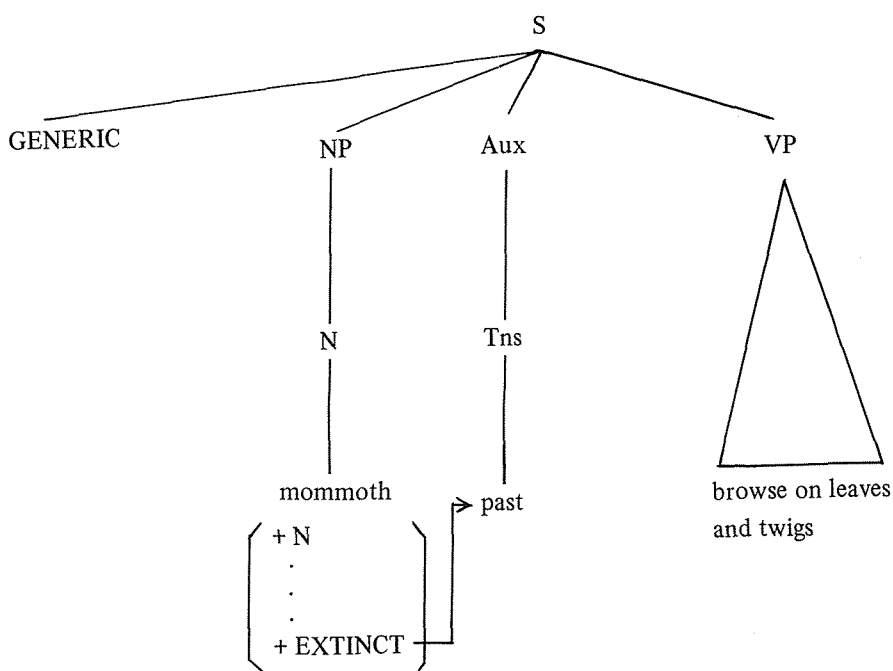 S
GENERIC NP Aux VP
N Tns
mommoth past browse on leaves
and twigs
+ N
.
.
.
+ EXTINCT